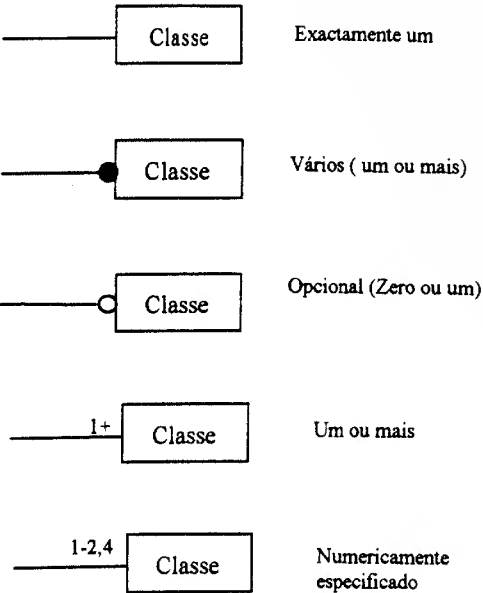 Classe Exactamente um
Classe Vários ( um ou mais)
Classe Opcional (Zero ou um)
1+ Classe Um ou mais
1-2,4 Classe Numericamente
especificado